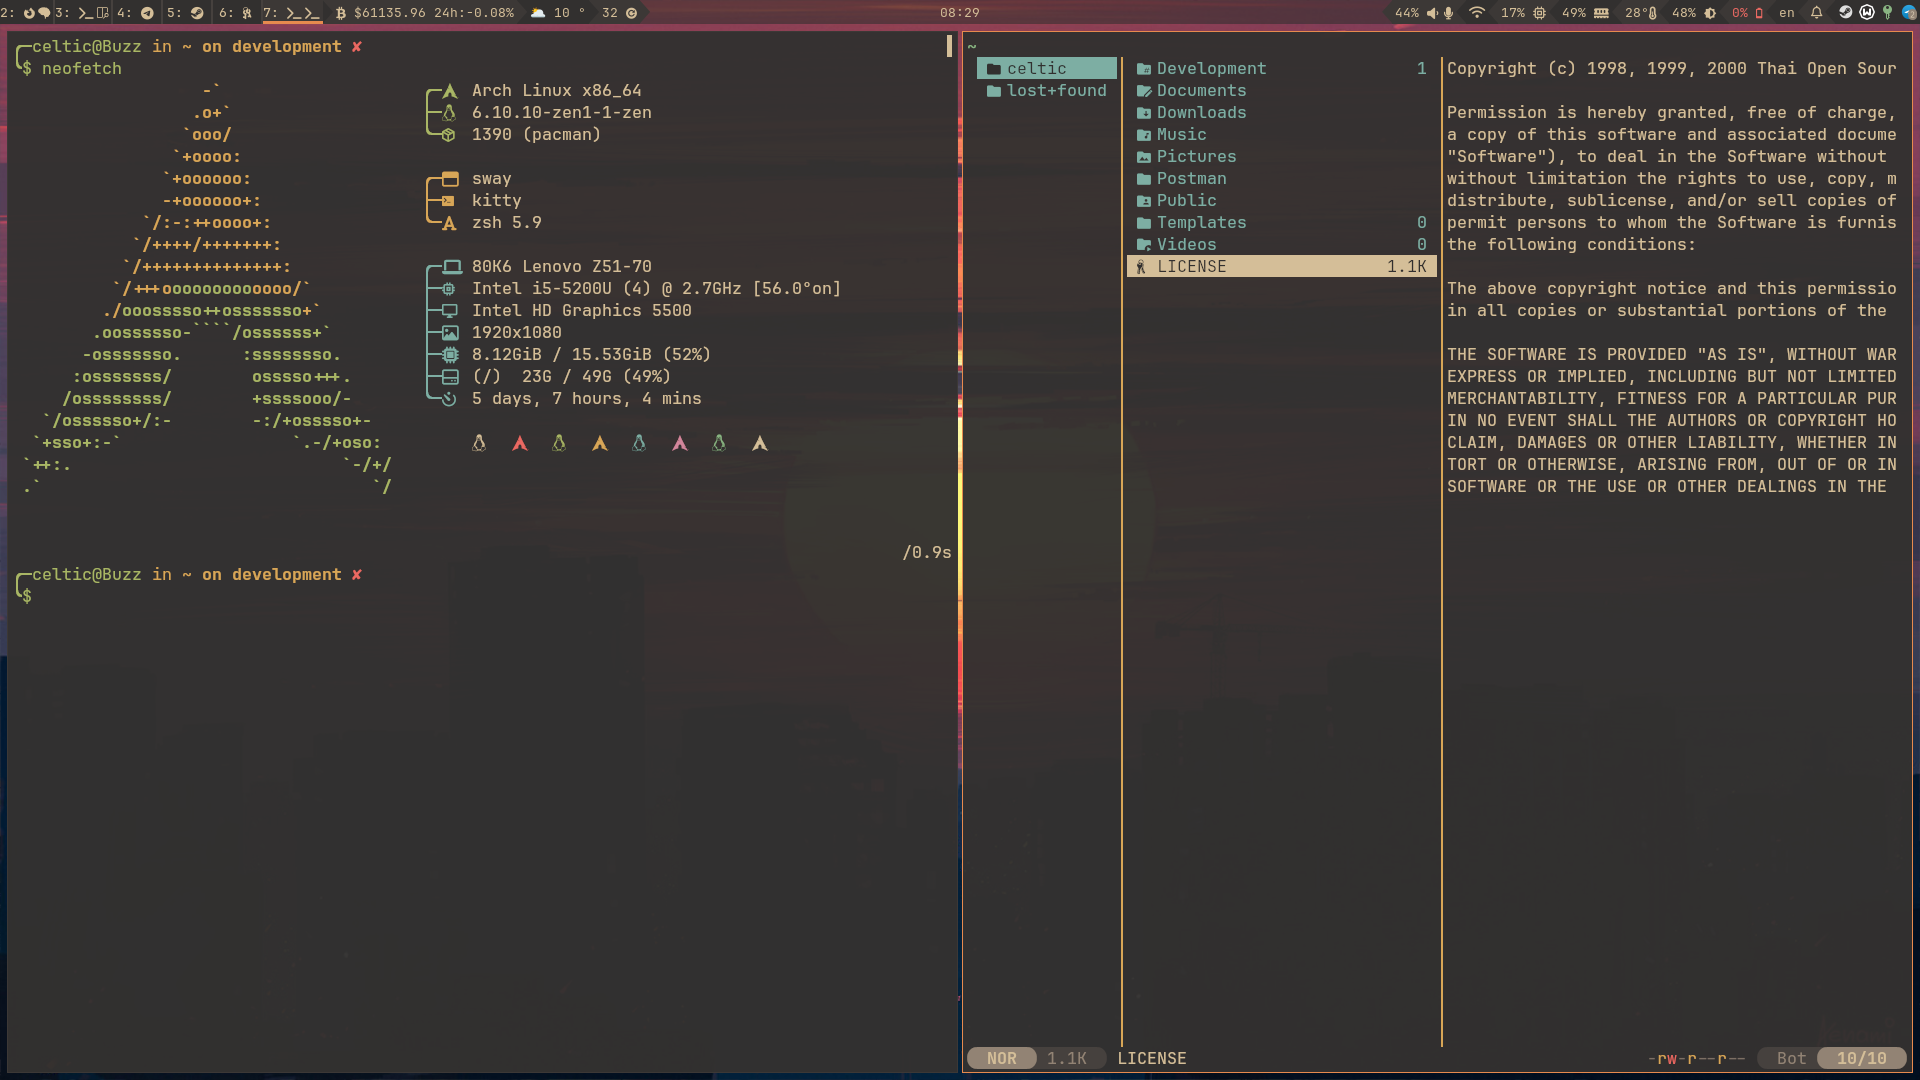 2: 3: 4: 5: 6: 7: $61135.96 24h:-0.08% 10 ° 32 08:29 44% 17% 49% 28° 48% 0% en
celtic@Buzz in ~ on development ✘
$ neofetch
-`
.o+`
`ooo/
`+oooo:
`+oooooo:
-+oooooo+:
`/:-:++oooo+:
`/++++/+++++++:
`/++++++++++++++:
`/+++ooooooooooooo/`
./ooosssso++osssssso+`
.oossssso-````/ossssss+`
-osssssso. :ssssssso.
:osssssss/ osssso+++.
/ossssssss/ +ssssooo/-
`/ossssso+/:- -:/+osssso+-
`+sso+:-` `.-/+oso:
`++:. `-/+/
.` `/
Arch Linux x86_64
6.10.10-zen1-1-zen
1390 (pacman)
sway
kitty
zsh 5.9
80K6 Lenovo Z51-70
Intel i5-5200U (4) @ 2.7GHz [56.0°on]
Intel HD Graphics 5500
1920x1080
8.12GiB / 15.53GiB (52%)
(/) 23G / 49G (49%)
5 days, 7 hours, 4 mins
/0.9s
celtic@Buzz in ~ on development ✘
$
~
celtic
lost+found
Development 1
Documents
Downloads
Music
Pictures
Postman
Public
Templates 0
Videos 0
LICENSE 1.1K
Copyright (c) 1998, 1999, 2000 Thai Open Sour
Permission is hereby granted, free of charge,
a copy of this software and associated docume
"Software"), to deal in the Software without
without limitation the rights to use, copy, m
distribute, sublicense, and/or sell copies of
permit persons to whom the Software is furnis
the following conditions:
The above copyright notice and this permissio
in all copies or substantial portions of the
THE SOFTWARE IS PROVIDED "AS IS", WITHOUT WAR
EXPRESS OR IMPLIED, INCLUDING BUT NOT LIMITED
MERCHANTABILITY, FITNESS FOR A PARTICULAR PUR
IN NO EVENT SHALL THE AUTHORS OR COPYRIGHT HO
CLAIM, DAMAGES OR OTHER LIABILITY, WHETHER IN
TORT OR OTHERWISE, ARISING FROM, OUT OF OR IN
SOFTWARE OR THE USE OR OTHER DEALINGS IN THE
NOR 1.1K LICENSE -rw-r--r-- Bot 10/10